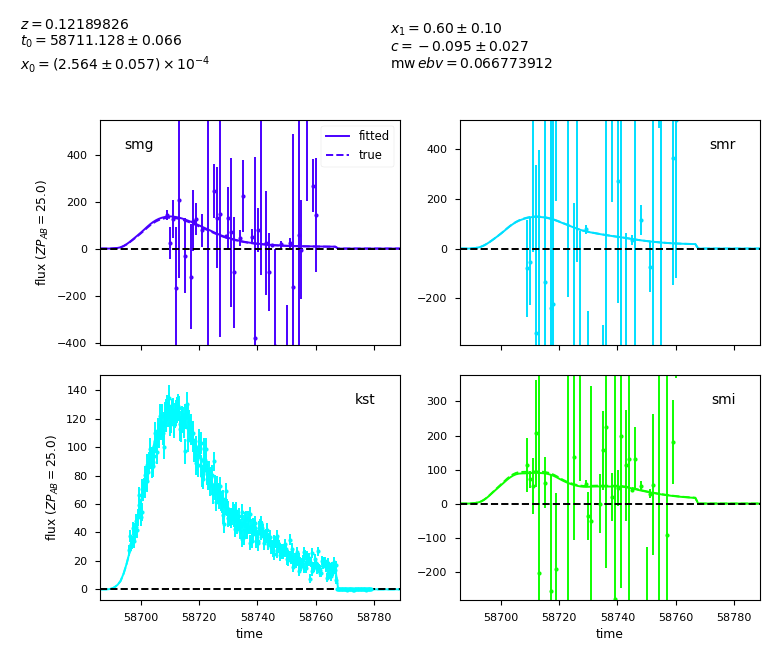 z = 0.12189826
t₀ = 58711.128 ± 0.066
x₀ = (2.564 ± 0.057) × 10⁻⁴
x₁ = 0.60 ± 0.10
c = −0.095 ± 0.027
mw ebv = 0.066773912
smg
fitted
true
400
200
0
−200
−400
flux (ZP_AB = 25.0)
smr
400
200
0
−200
kst
140
120
100
80
60
40
20
0
flux (ZP_AB = 25.0)
58700 58720 58740 58760 58780
time
smi
300
200
100
0
−100
−200
58700 58720 58740 58760 58780
time